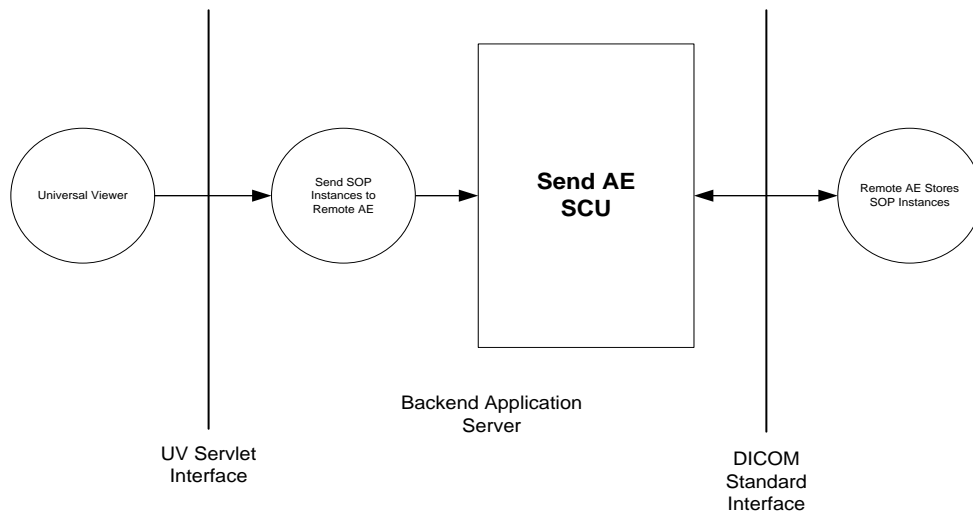 Universal Viewer
Send SOP
Instances to
Remote AE
Send AE
SCU
Remote AE Stores
SOP Instances
Backend Application
Server
UV Servlet
Interface
DICOM
Standard
Interface